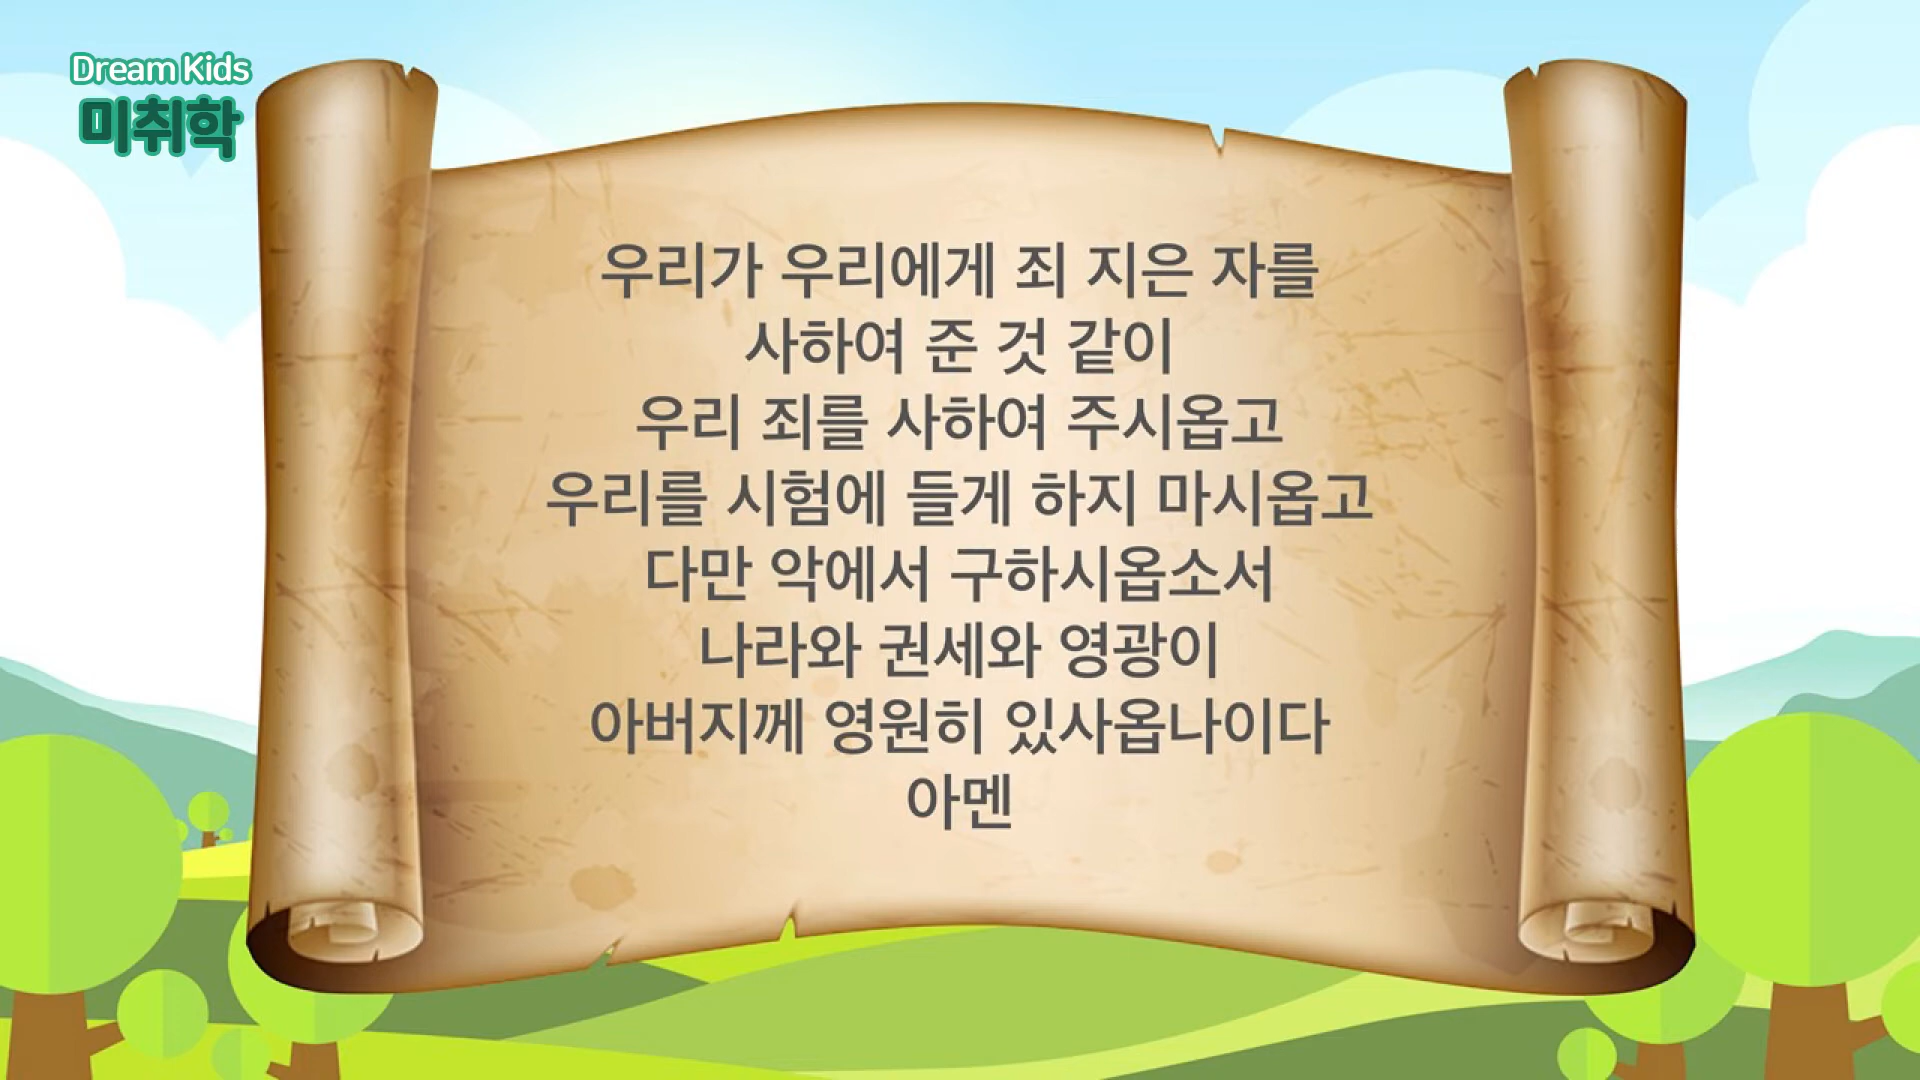 Dream Kids
미취학
우리가 우리에게 죄 지은 자를
사하여 준 것 같이
우리 죄를 사하여 주시옵고
우리를 시험에 들게 하지 마시옵고
다만 악에서 구하시옵소서
나라와 권세와 영광이
아버지께 영원히 있사옵나이다
아멘